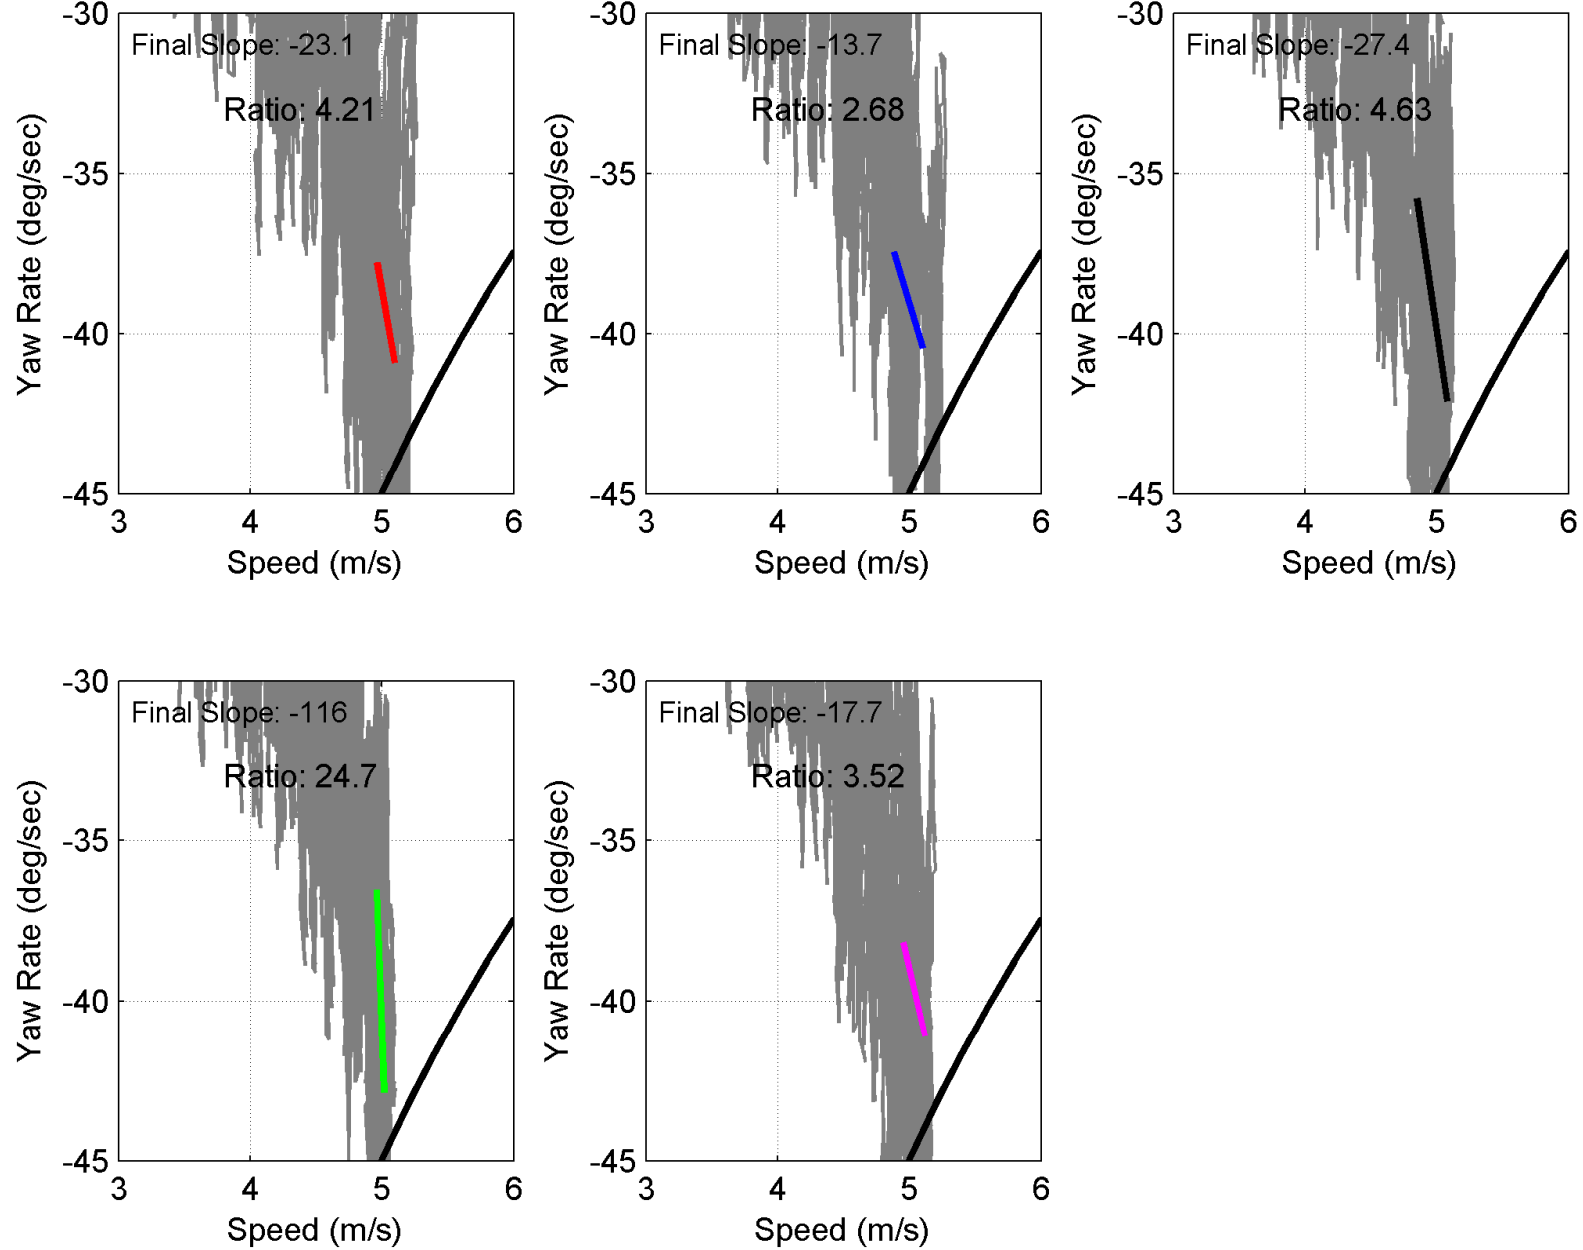 -30
-35
-40
-45
Yaw Rate (deg/sec)
Final Slope: -23.1
Ratio: 4.21
3 4 5 6
Speed (m/s)
-30
-35
-40
-45
Yaw Rate (deg/sec)
Final Slope: -13.7
Ratio: 2.68
3 4 5 6
Speed (m/s)
-30
-35
-40
-45
Yaw Rate (deg/sec)
Final Slope: -27.4
Ratio: 4.63
3 4 5 6
Speed (m/s)
-30
-35
-40
-45
Yaw Rate (deg/sec)
Final Slope: -116
Ratio: 24.7
3 4 5 6
Speed (m/s)
-30
-35
-40
-45
Yaw Rate (deg/sec)
Final Slope: -17.7
Ratio: 3.52
3 4 5 6
Speed (m/s)